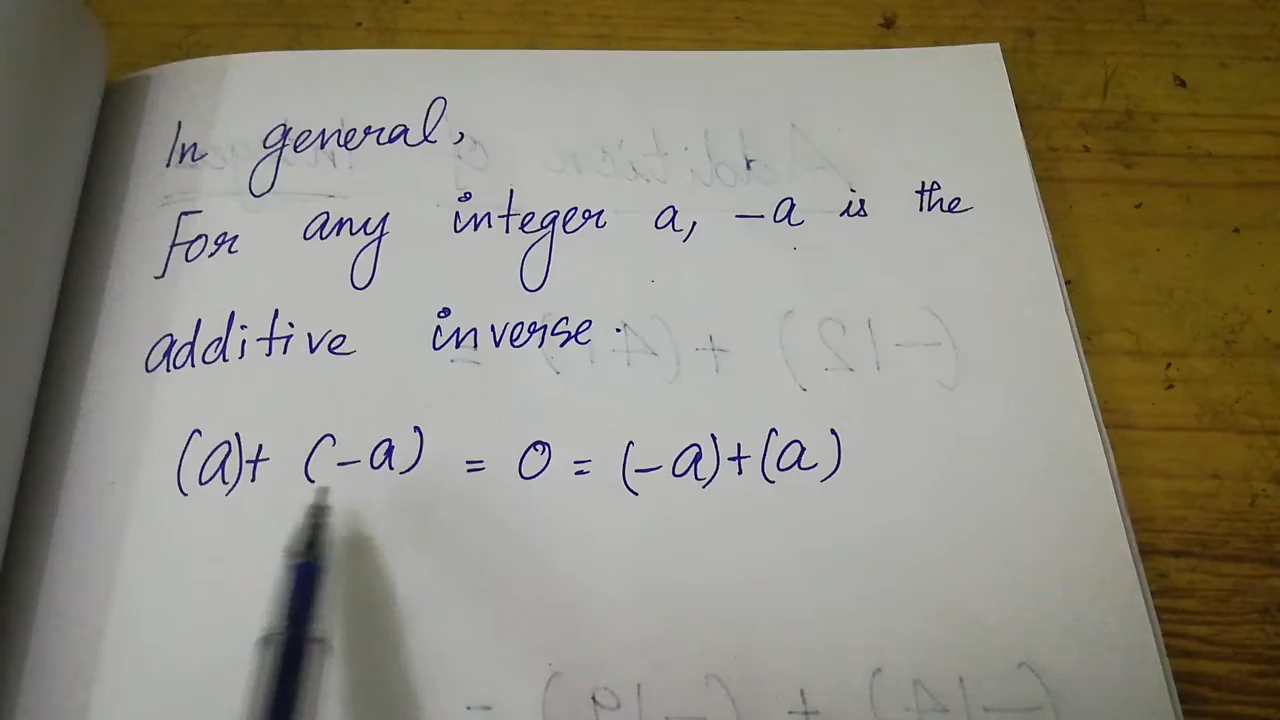 In general,
For any integer a, -a is the
additive inverse.
(a)+ (-a) = 0 = (-a)+(a)